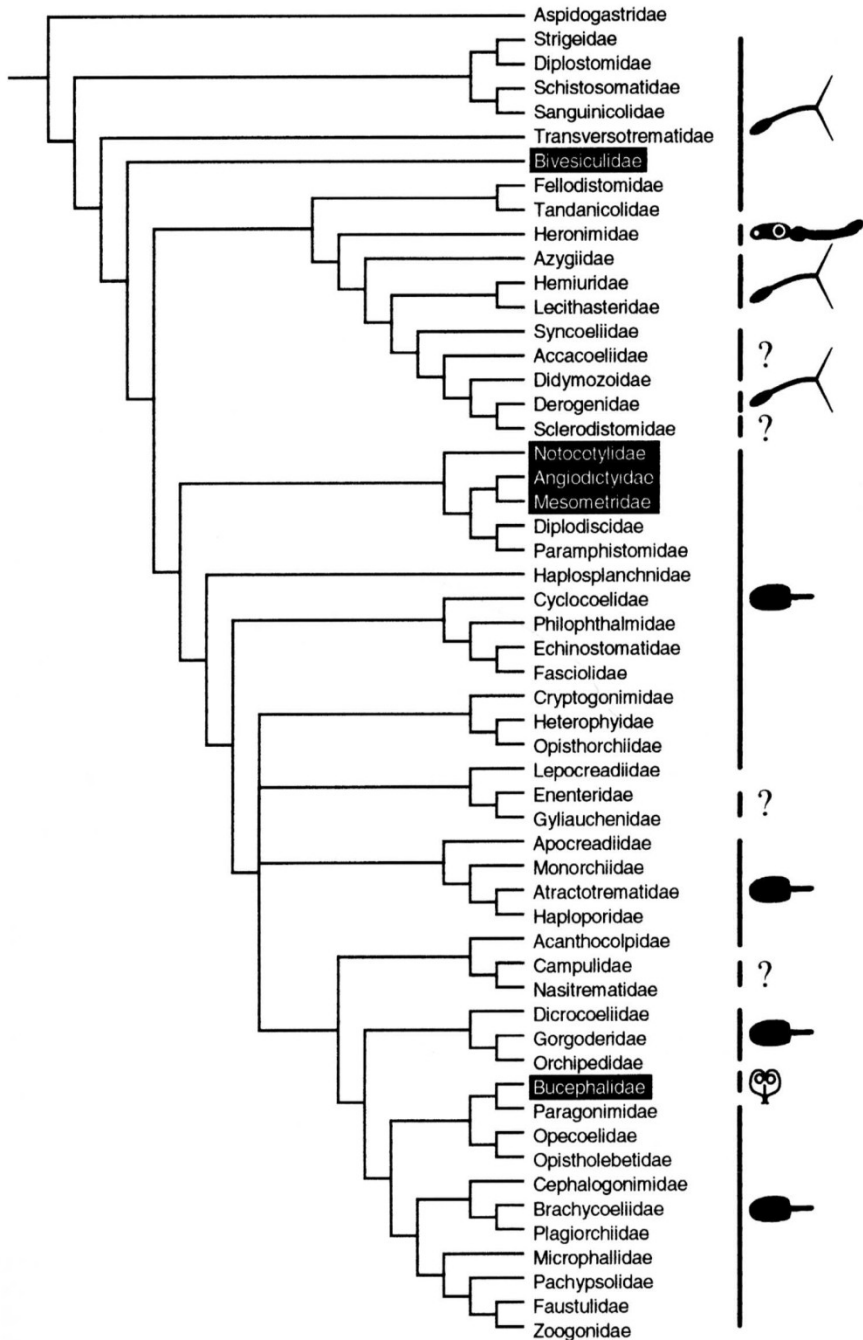 Aspidogastridae
Strigeidae
Diplostomidae
Schistosomatidae
Sanguinicolidae
Transversotrematidae
Bivesiculidae
Fellodistomidae
Tandanicolidae
Heronimidae
Azygiidae
Hemiuridae
Lecithasteridae
Syncoeliidae
?
Accacoeliidae
Didymozoidae
Derogenidae
Sclerodistomidae ?
Notocotylidae
Angiodictyidae
Mesometridae
Diplodiscidae
Paramphistomidae
Haplosplanchnidae
Cyclocoelidae
Philophthalmidae
Echinostomatidae
Fasciolidae
Cryptogonimidae
Heterophyidae
Opisthorchiidae
Lepocreadiidae
Enenteridae
?
Gyliauchenidae
Apocreadiidae
Monorchiidae
Atractotrematidae
Haploporidae
Acanthocolpidae
Campulidae
?
Nasitrematidae
Dicrocoeliidae
Gorgoderidae
Orchipedidae
Bucephalidae
Paragonimidae
Opecoelidae
Opistholebetidae
Cephalogonimidae
Brachycoeliidae
Plagiorchiidae
Microphallidae
Pachypsolidae
Faustulidae
Zoogonidae